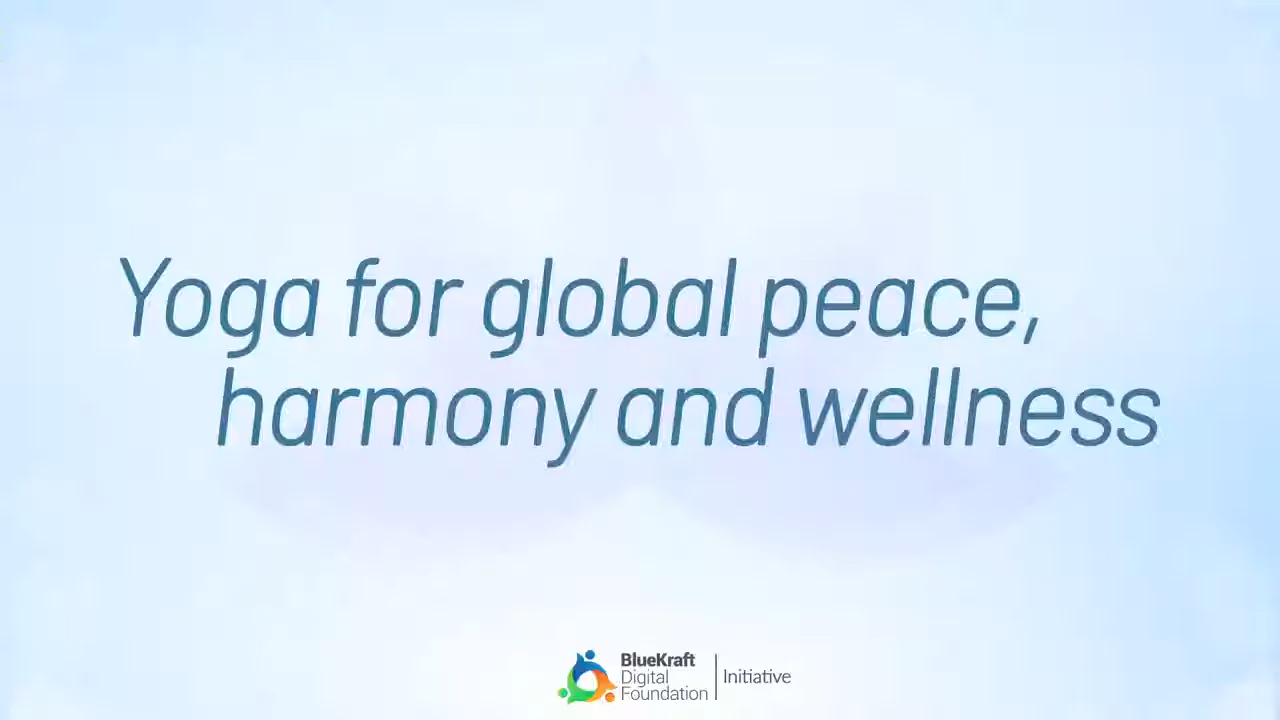 Yoga for global peace,
harmony and wellness
BlueKraft
Digital
Foundation
Initiative